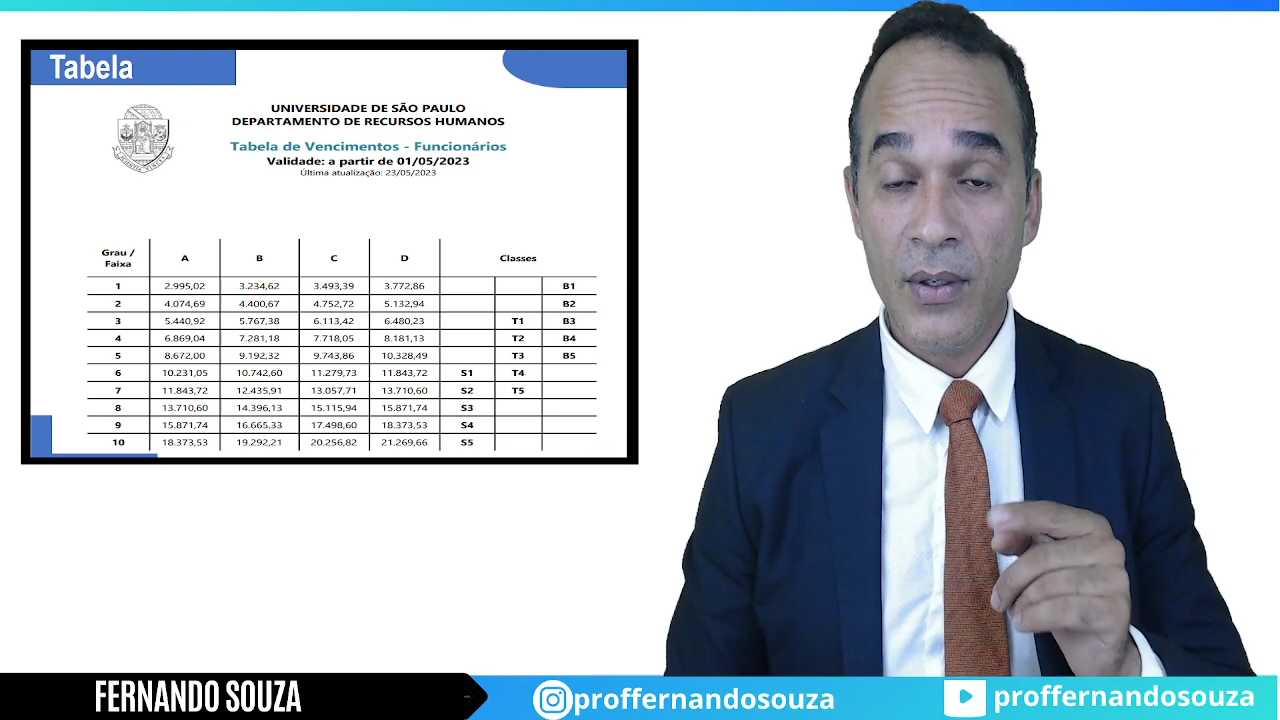 Tabela
UNIVERSIDADE DE SÃO PAULO
DEPARTAMENTO DE RECURSOS HUMANOS
Tabela de Vencimentos - Funcionários
Validade: a partir de 01/05/2023
Última atualização: 23/05/2023
Grau / Faixa A B C D Classes
1 2.995,02 3.234,62 3.493,39 3.772,86 B1
2 4.074,69 4.400,67 4.752,72 5.132,94 B2
3 5.440,92 5.767,38 6.113,42 6.480,23 T1 B3
4 6.869,04 7.281,18 7.718,05 8.181,13 T2 B4
5 8.672,00 9.192,32 9.743,86 10.328,49 T3 B5
6 10.231,05 10.742,60 11.279,73 11.843,72 S1 T4
7 11.843,72 12.435,91 13.057,71 13.710,60 S2 T5
8 13.710,60 14.396,13 15.115,94 15.871,74 S3
9 15.871,74 16.665,33 17.498,60 18.373,53 S4
10 18.373,53 19.292,21 20.256,82 21.269,66 S5
FERNANDO SOUZA
proffernandosouza
proffernandosouza